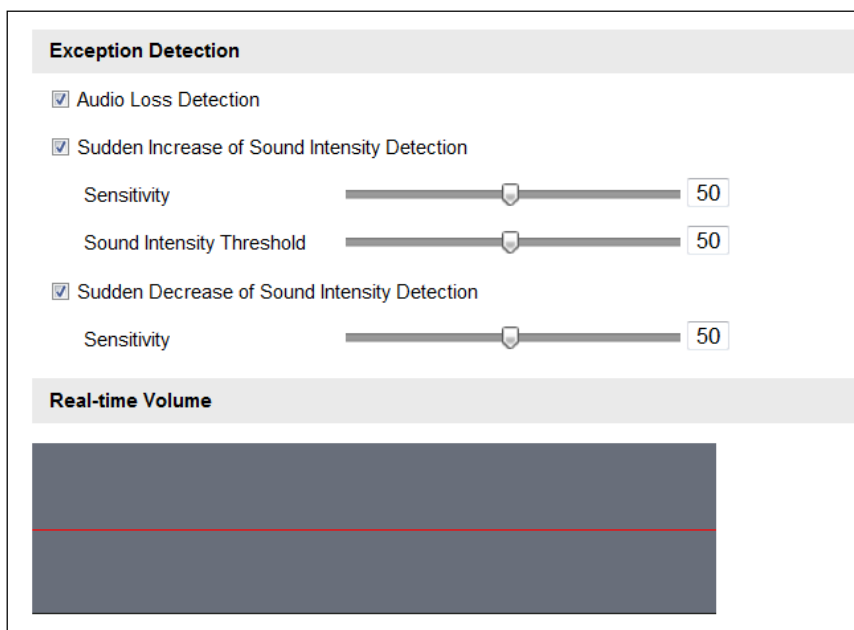 Exception Detection
Audio Loss Detection
Sudden Increase of Sound Intensity Detection
Sensitivity 50
Sound Intensity Threshold 50
Sudden Decrease of Sound Intensity Detection
Sensitivity 50
Real-time Volume